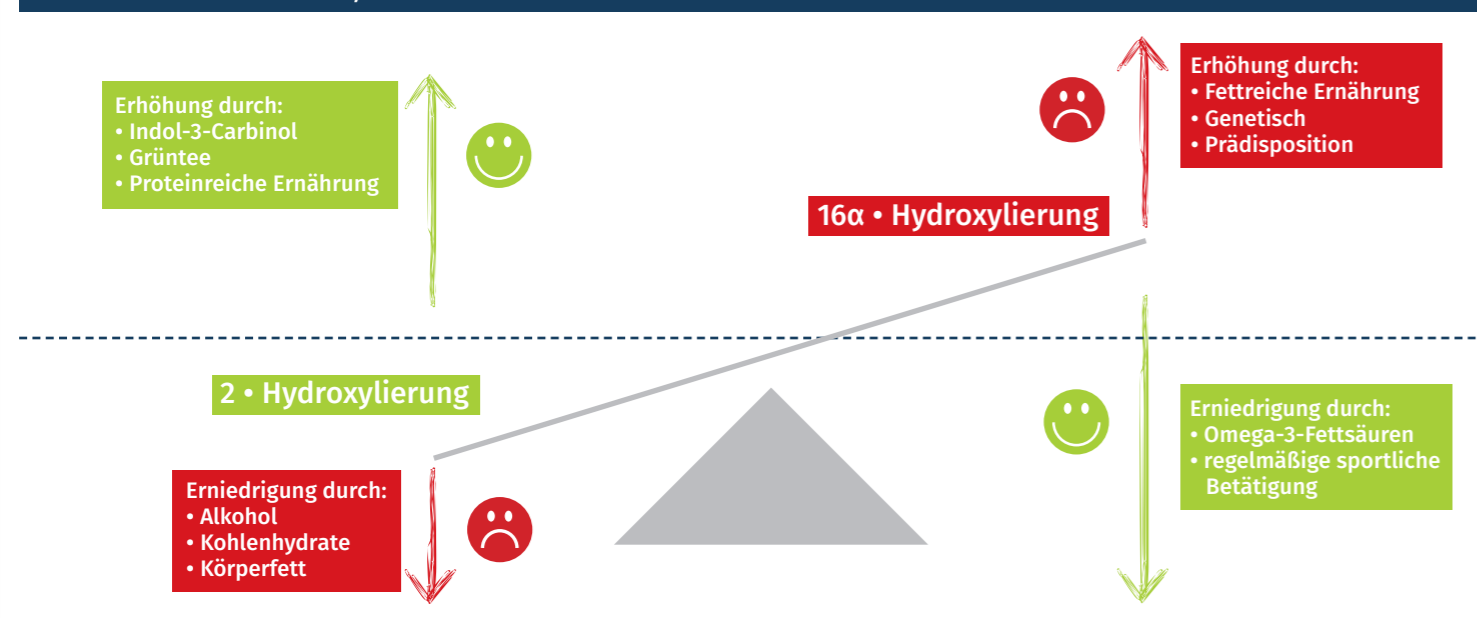 Erhöhung durch:
• Indol-3-Carbinol
• Grüntee
• Proteinreiche Ernährung
Erhöhung durch:
• Fettreiche Ernährung
• Genetisch
• Prädisposition
16α • Hydroxylierung
2 • Hydroxylierung
Erniedrigung durch:
• Alkohol
• Kohlenhydrate
• Körperfett
Erniedrigung durch:
• Omega-3-Fettsäuren
• regelmäßige sportliche
Betätigung